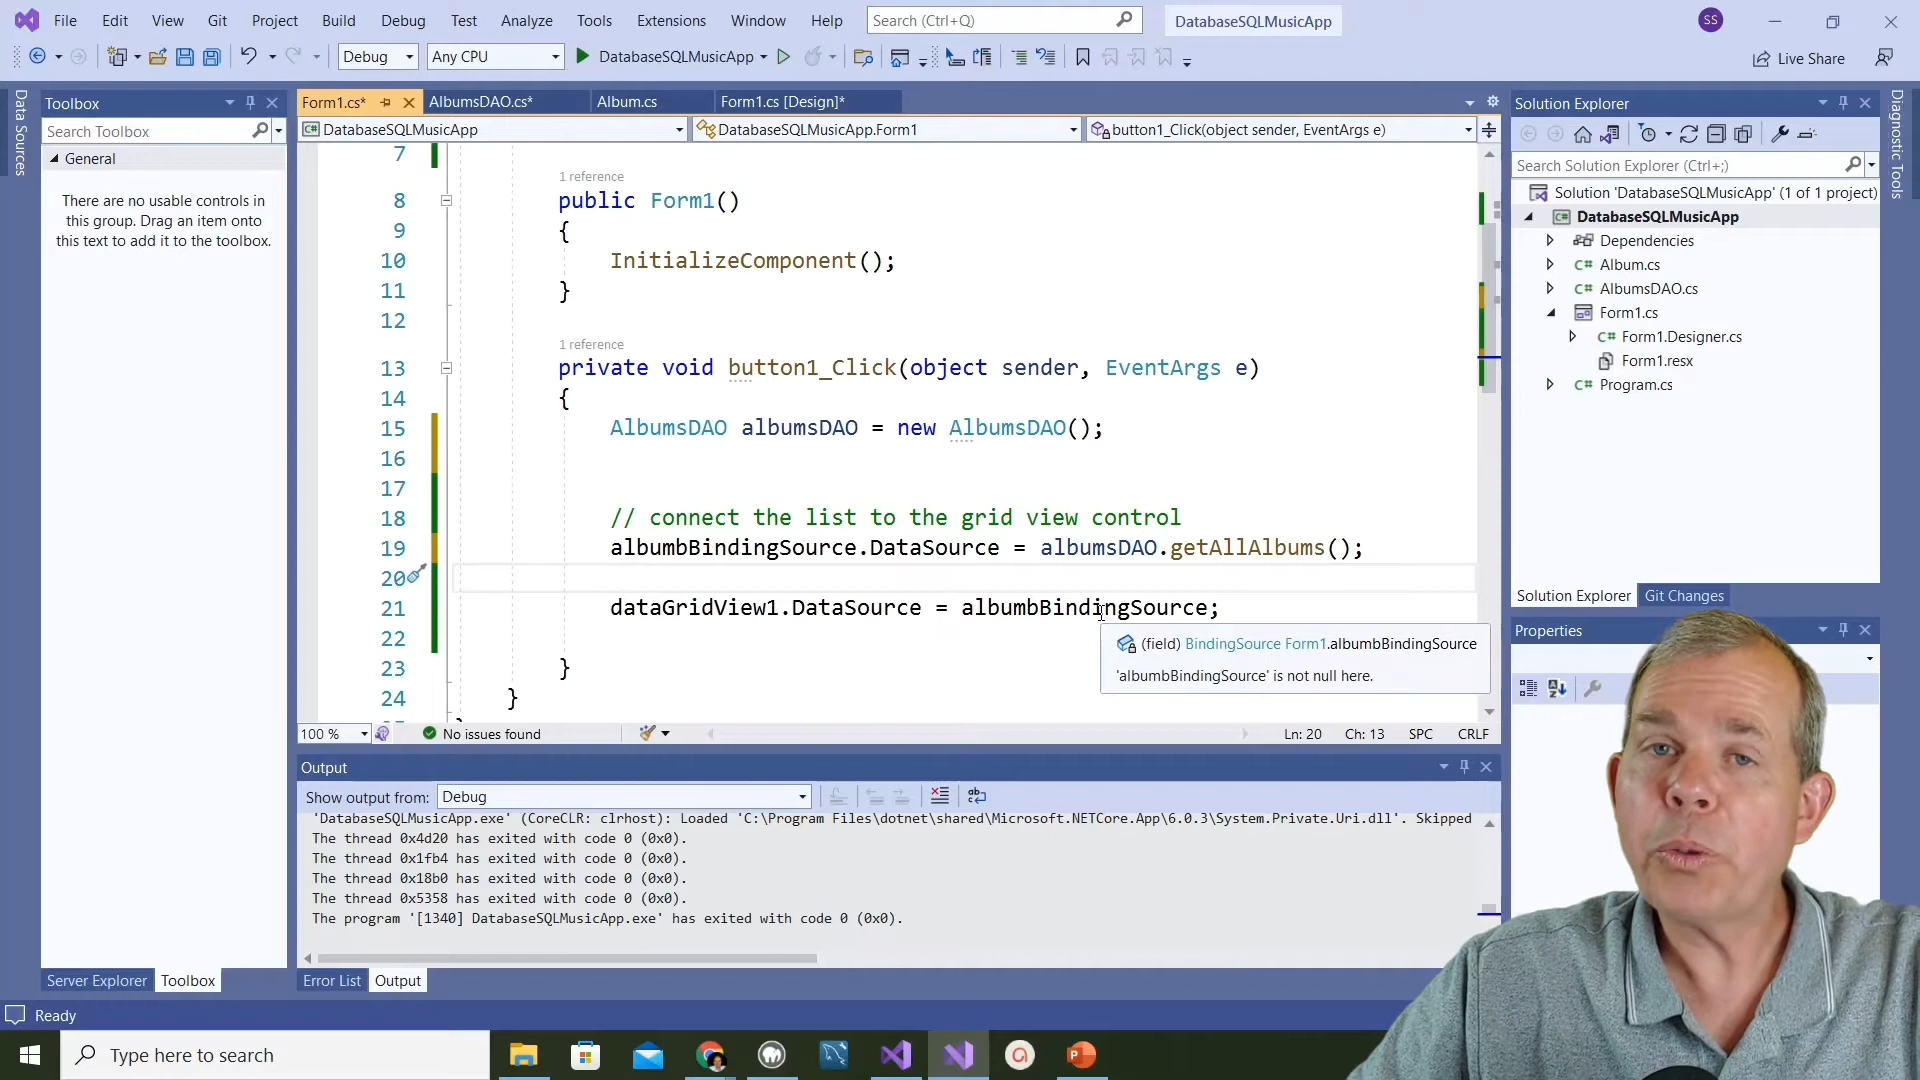 File Edit View Git Project Build Debug Test Analyze Tools Extensions Window Help Search (Ctrl+Q) DatabaseSQLMusicApp SS
Debug Any CPU DatabaseSQLMusicApp Live Share
Data Sources
Toolbox
Search Toolbox
General
There are no usable controls in
this group. Drag an item onto
this text to add it to the toolbox.
Server Explorer Toolbox
Form1.cs* AlbumsDAO.cs* Album.cs Form1.cs [Design]*
DatabaseSQLMusicApp DatabaseSQLMusicApp.Form1 button1_Click(object sender, EventArgs e)
7
1 reference
8 public Form1()
9 {
10 InitializeComponent();
11 }
12
1 reference
13 private void button1_Click(object sender, EventArgs e)
14 {
15 AlbumsDAO albumsDAO = new AlbumsDAO();
16
17
18 // connect the list to the grid view control
19 albumbBindingSource.DataSource = albumsDAO.getAllAlbums();
20
21 dataGridView1.DataSource = albumbBindingSource;
22
(field) BindingSource Form1.albumbBindingSource
'albumbBindingSource' is not null here.
23 }
24 }
100 % No issues found Ln: 20 Ch: 13 SPC CRLF
Output
Show output from: Debug
'DatabaseSQLMusicApp.exe' (CoreCLR: clrhost): Loaded 'C:\Program Files\dotnet\shared\Microsoft.NETCore.App\6.0.3\System.Private.Uri.dll'. Skipped
The thread 0x4d20 has exited with code 0 (0x0).
The thread 0x1fb4 has exited with code 0 (0x0).
The thread 0x18b0 has exited with code 0 (0x0).
The thread 0x5358 has exited with code 0 (0x0).
The program '[1340] DatabaseSQLMusicApp.exe' has exited with code 0 (0x0).
Error List Output
Solution Explorer
Search Solution Explorer (Ctrl+;)
Solution 'DatabaseSQLMusicApp' (1 of 1 project)
C# DatabaseSQLMusicApp
Dependencies
C# Album.cs
C# AlbumsDAO.cs
Form1.cs
C# Form1.Designer.cs
Form1.resx
C# Program.cs
Solution Explorer Git Changes
Properties
Diagnostic Tools
Ready
Type here to search